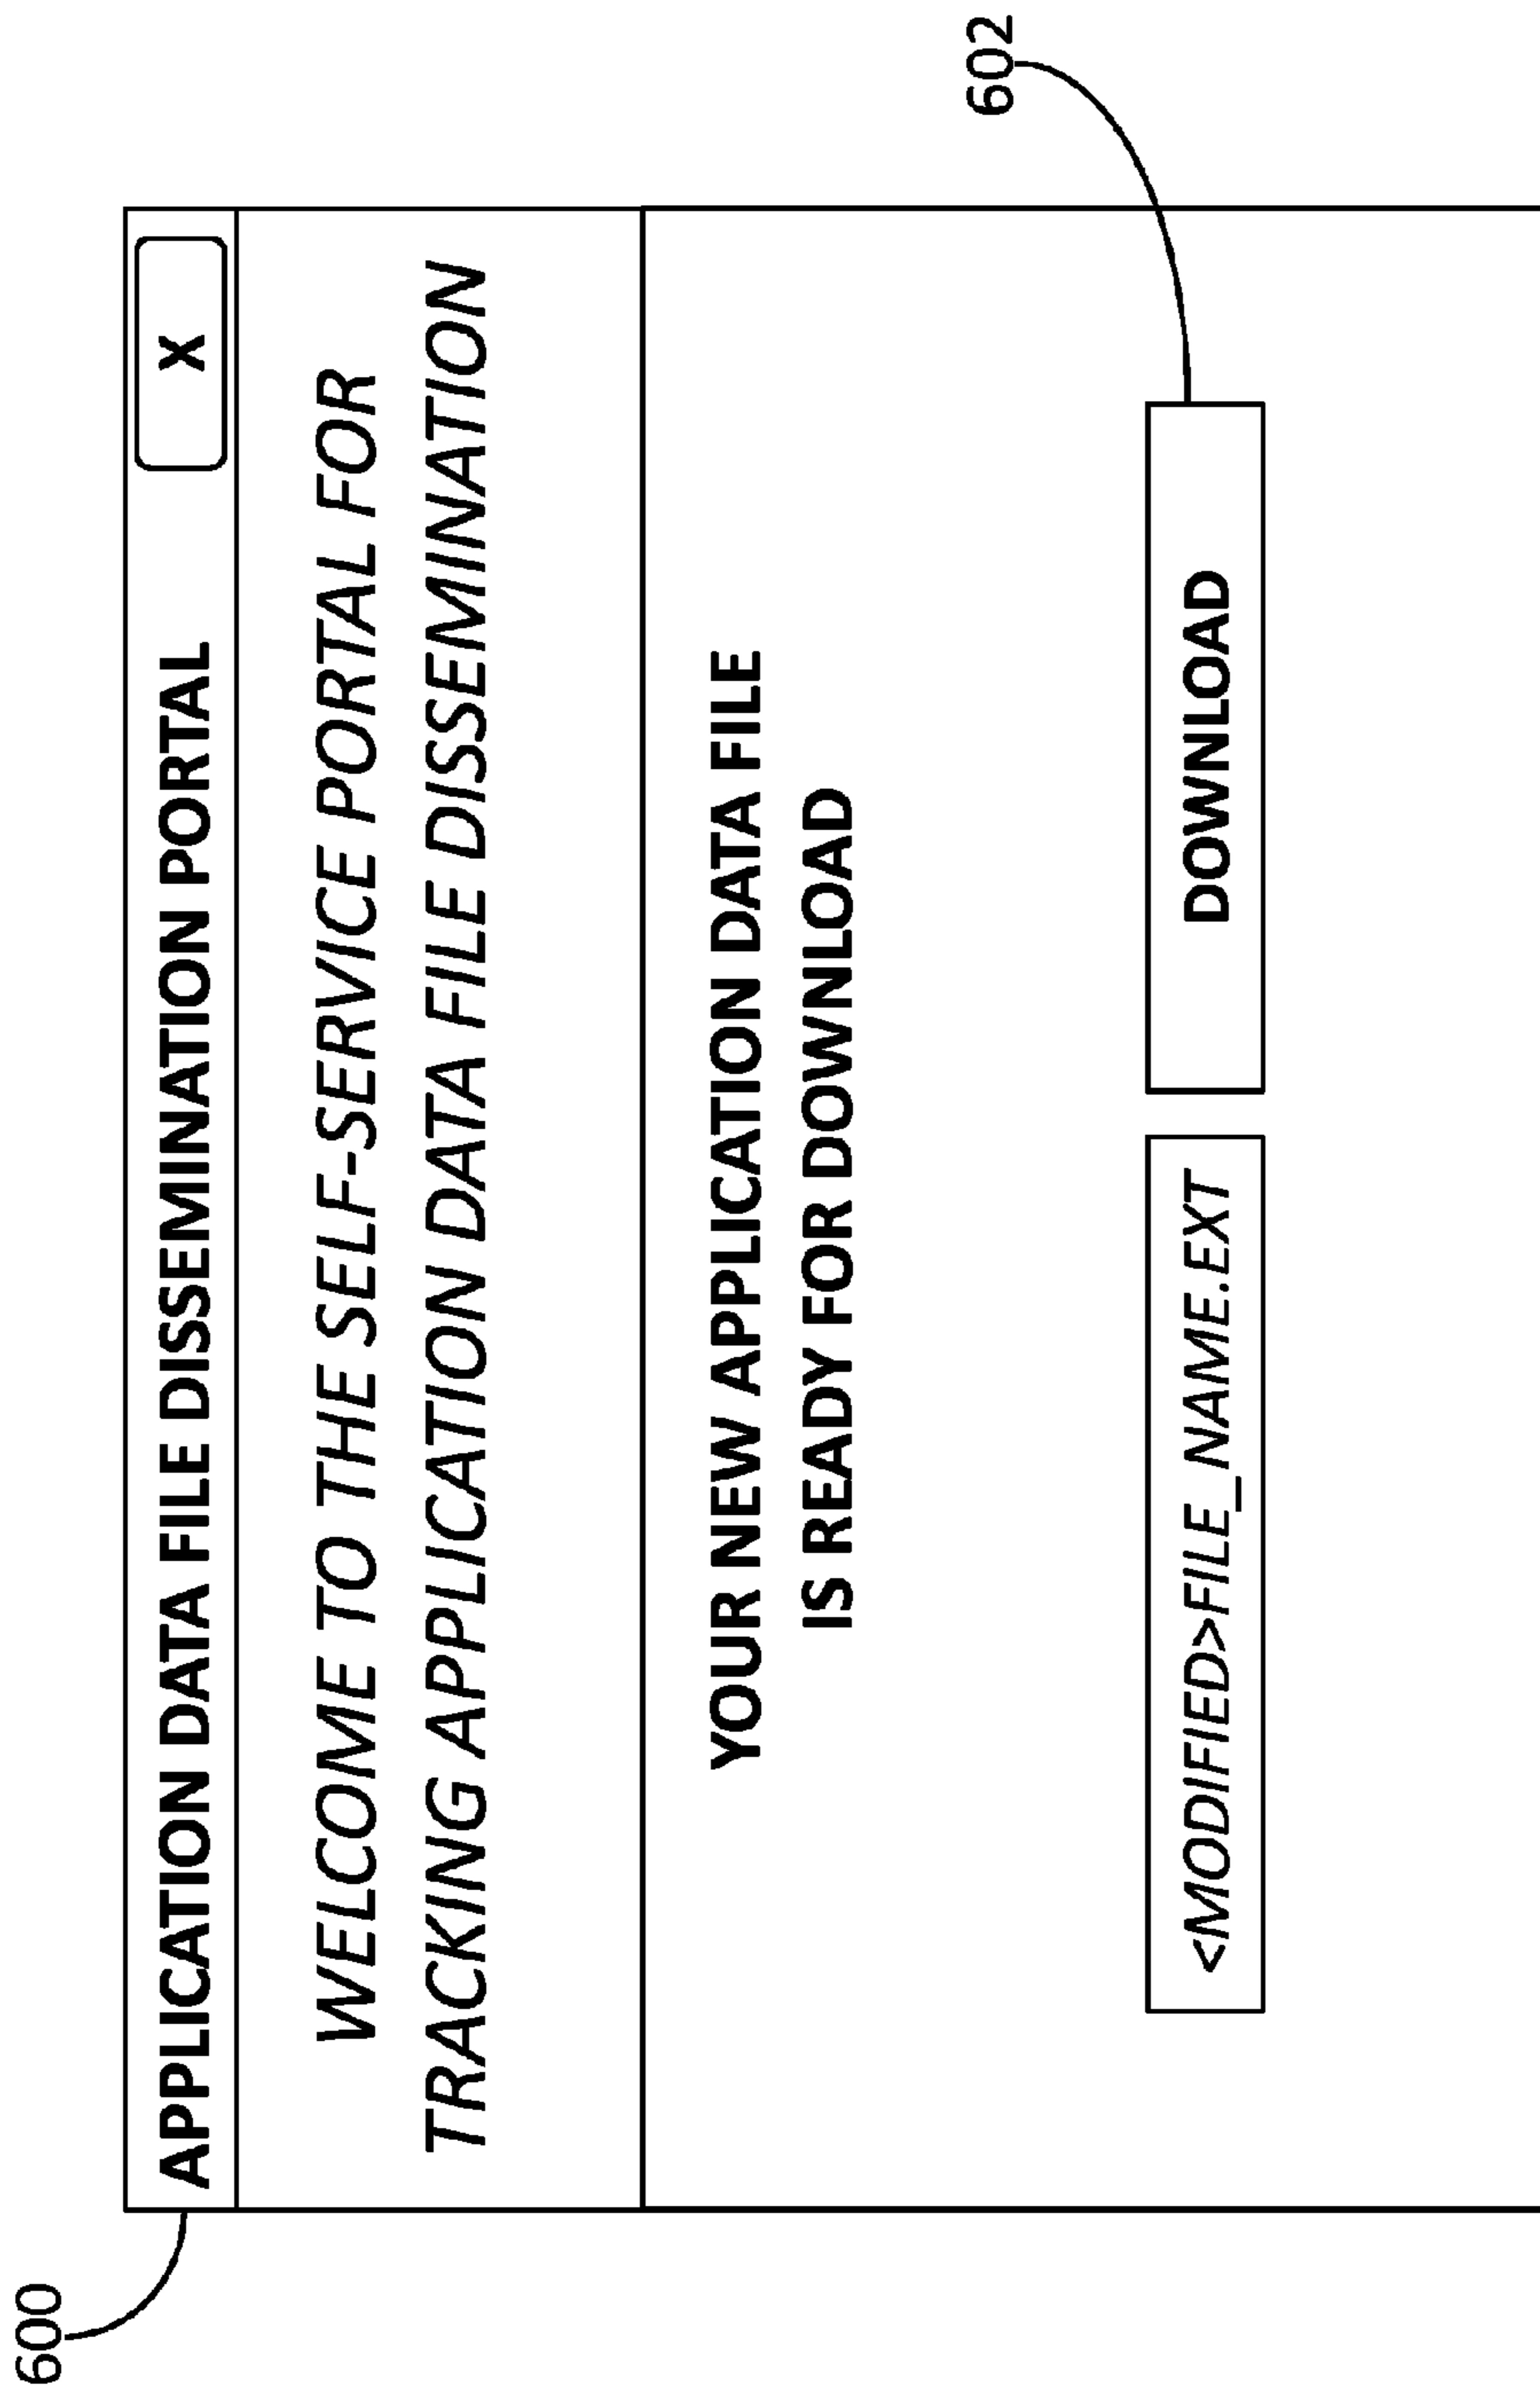 600
APPLICATION DATA FILE DISSEMINATION PORTAL X
WELCOME TO THE SELF-SERVICE PORTAL FOR
TRACKING APPLICATION DATA FILE DISSEMINATION
YOUR NEW APPLICATION DATA FILE
IS READY FOR DOWNLOAD
602
<MODIFIED>FILE_NAME.EXT DOWNLOAD